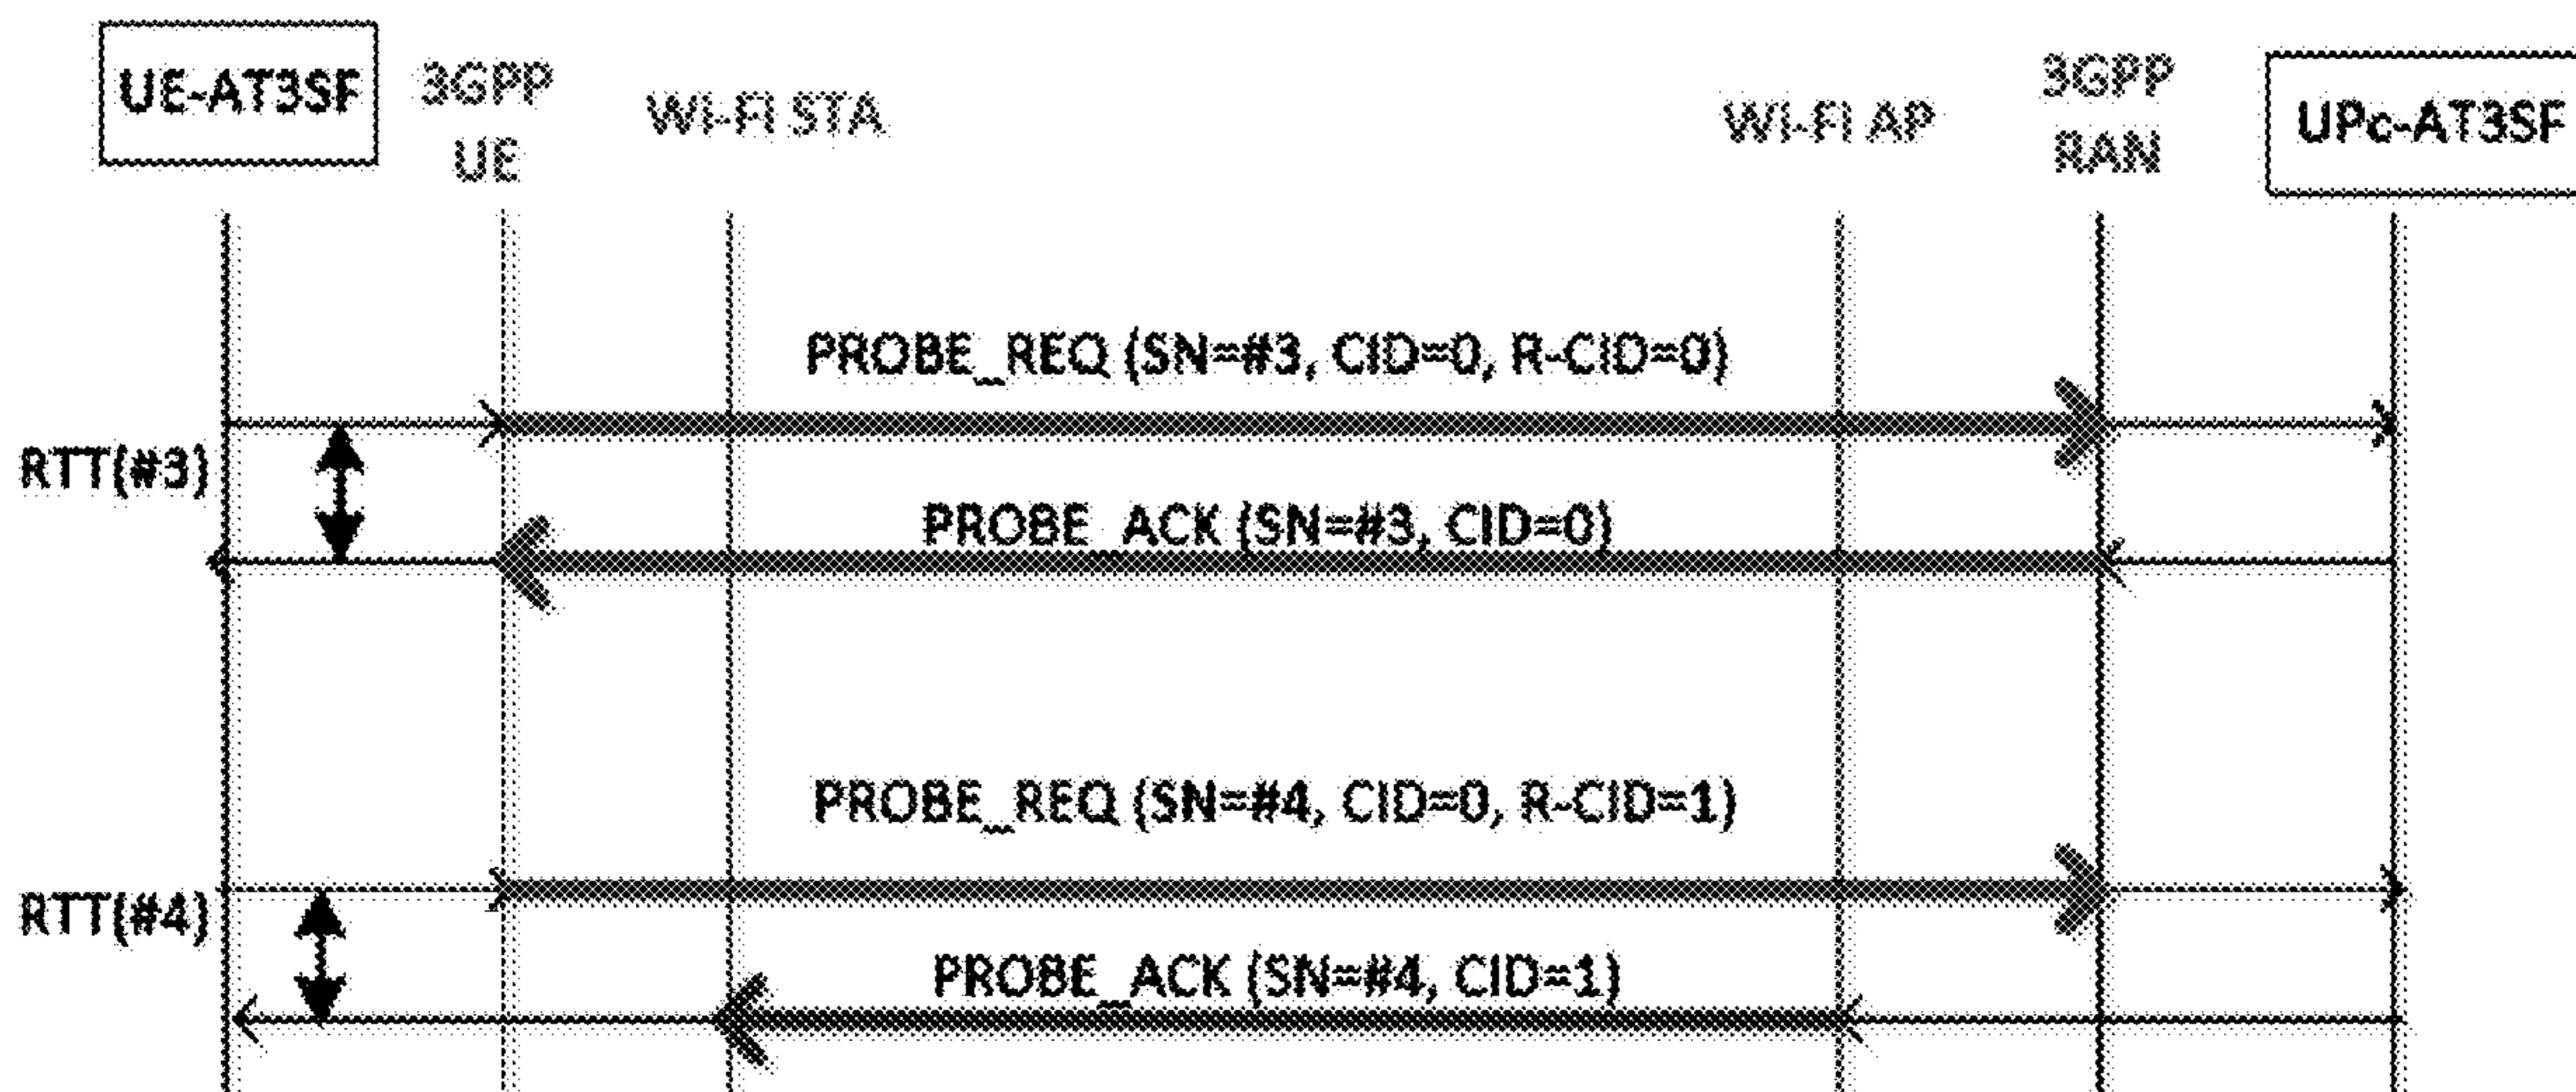 UE-AT3SF
3GPP
UE
WI-FI STA
WI-FI AP
3GPP
RAN
UPc-AT3SF
PROBE_REQ (SN=#3, CID=0, R-CID=0)
RTT(#3)
PROBE_ACK (SN=#3, CID=0)
PROBE_REQ (SN=#4, CID=0, R-CID=1)
RTT(#4)
PROBE_ACK (SN=#4, CID=1)